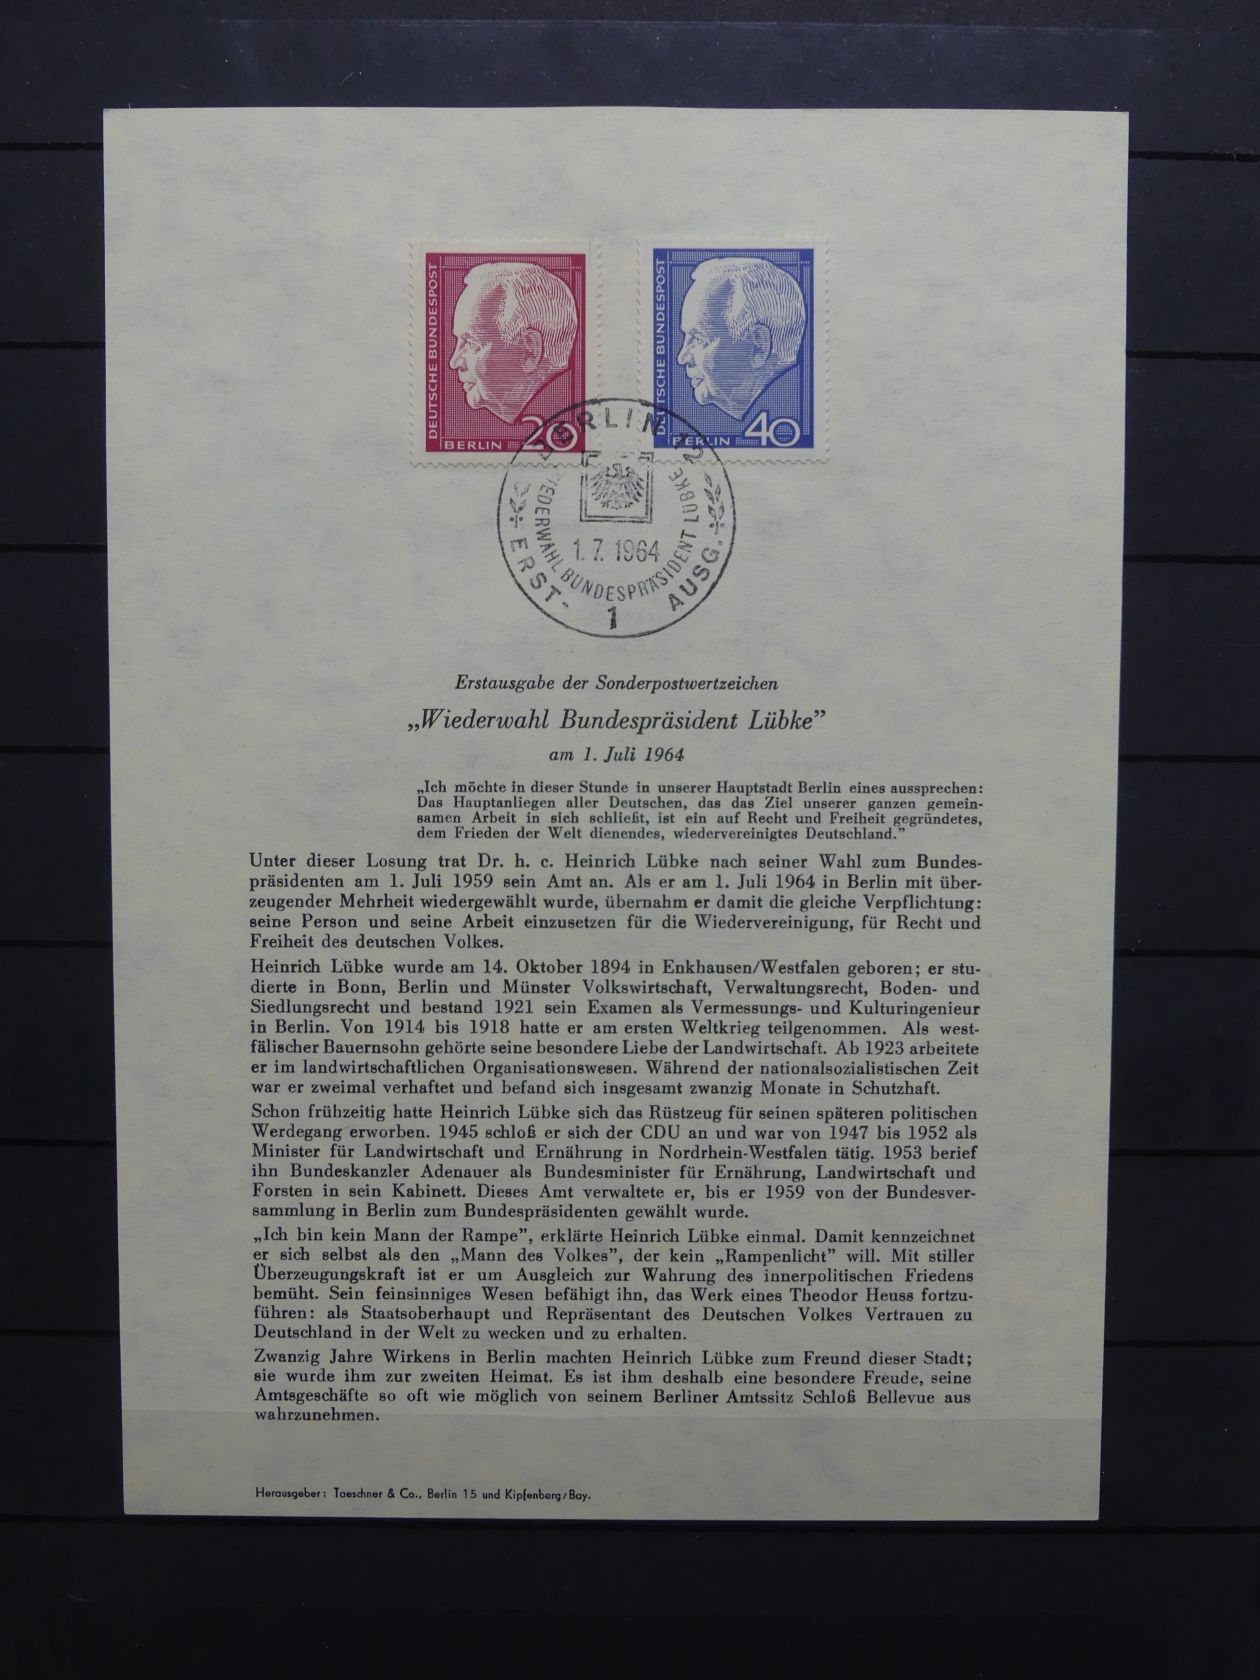 DEUTSCHE BUNDESPOST
BERLIN 20
DEUTSCHE BUNDESPOST
BERLIN 40
BERLIN 12
WIEDERWAHL BUNDESPRÄSIDENT LÜBKE
1.7.1964
ERST- AUSG.
1
Erstausgabe der Sonderpostwertzeichen
„Wiederwahl Bundespräsident Lübke”
am 1. Juli 1964
„Ich möchte in dieser Stunde in unserer Hauptstadt Berlin eines aussprechen:
Das Hauptanliegen aller Deutschen, das das Ziel unserer ganzen gemein-
samen Arbeit in sich schließt, ist ein auf Recht und Freiheit gegründetes,
dem Frieden der Welt dienendes, wiedervereinigtes Deutschland.”
Unter dieser Losung trat Dr. h. c. Heinrich Lübke nach seiner Wahl zum Bundes-
präsidenten am 1. Juli 1959 sein Amt an. Als er am 1. Juli 1964 in Berlin mit über-
zeugender Mehrheit wiedergewählt wurde, übernahm er damit die gleiche Verpflichtung:
seine Person und seine Arbeit einzusetzen für die Wiedervereinigung, für Recht und
Freiheit des deutschen Volkes.
Heinrich Lübke wurde am 14. Oktober 1894 in Enkhausen/Westfalen geboren; er stu-
dierte in Bonn, Berlin und Münster Volkswirtschaft, Verwaltungsrecht, Boden- und
Siedlungsrecht und bestand 1921 sein Examen als Vermessungs- und Kulturingenieur
in Berlin. Von 1914 bis 1918 hatte er am ersten Weltkrieg teilgenommen. Als west-
fälischer Bauernsohn gehörte seine besondere Liebe der Landwirtschaft. Ab 1923 arbeitete
er im landwirtschaftlichen Organisationswesen. Während der nationalsozialistischen Zeit
war er zweimal verhaftet und befand sich insgesamt zwanzig Monate in Schutzhaft.
Schon frühzeitig hatte Heinrich Lübke sich das Rüstzeug für seinen späteren politischen
Werdegang erworben. 1945 schloß er sich der CDU an und war von 1947 bis 1952 als
Minister für Landwirtschaft und Ernährung in Nordrhein-Westfalen tätig. 1953 berief
ihn Bundeskanzler Adenauer als Bundesminister für Ernährung, Landwirtschaft und
Forsten in sein Kabinett. Dieses Amt verwaltete er, bis er 1959 von der Bundesver-
sammlung in Berlin zum Bundespräsidenten gewählt wurde.
„Ich bin kein Mann der Rampe”, erklärte Heinrich Lübke einmal. Damit kennzeichnet
er sich selbst als den „Mann des Volkes”, der kein „Rampenlicht” will. Mit stiller
Überzeugungskraft ist er um Ausgleich zur Wahrung des innerpolitischen Friedens
bemüht. Sein feinsinniges Wesen befähigt ihn, das Werk eines Theodor Heuss fortzu-
führen: als Staatsoberhaupt und Repräsentant des Deutschen Volkes Vertrauen zu
Deutschland in der Welt zu wecken und zu erhalten.
Zwanzig Jahre Wirkens in Berlin machten Heinrich Lübke zum Freund dieser Stadt;
sie wurde ihm zur zweiten Heimat. Es ist ihm deshalb eine besondere Freude, seine
Amtsgeschäfte so oft wie möglich von seinem Berliner Amtssitz Schloß Bellevue aus
wahrzunehmen.
Herausgeber: Taeschner & Co., Berlin 15 und Kipfenberg/Bay.